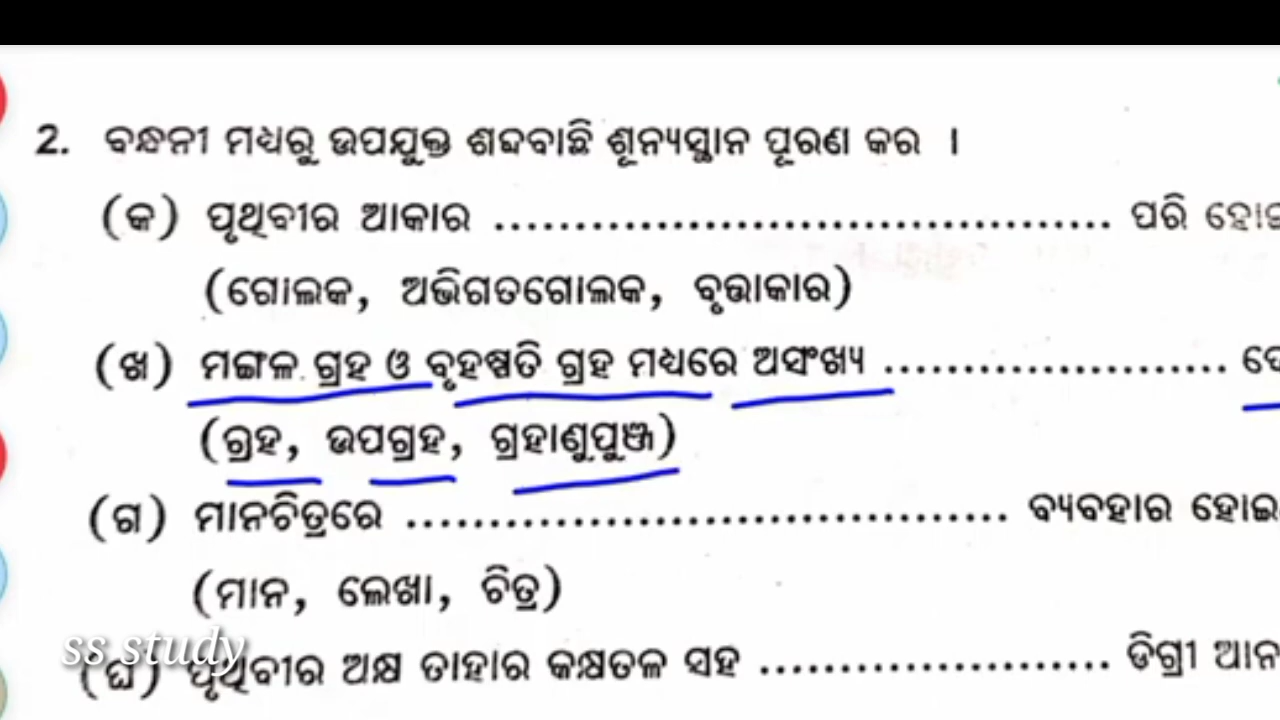 2. ବନ୍ଧନୀ ମଧ୍ୟରୁ ଉପଯୁକ୍ତ ଶବ୍ଦବାଛି ଶୂନ୍ୟସ୍ଥାନ ପୂରଣ କର ।
(କ) ପୃଥିବୀର ଆକାର ..................................... ପରି
(ଗୋଲକ, ଅଭିଗତଗୋଲକ, ବୃତ୍ତାକାର)
(ଖ) ମଙ୍ଗଳ ଗ୍ରହ ଓ ବୃହଷ୍ପତି ଗ୍ରହ ମଧ୍ୟରେ ଅସଂଖ୍ୟ ......................
(ଗ୍ରହ, ଉପଗ୍ରହ, ଗ୍ରହାଣୁପୁଞ୍ଜ)
(ଗ) ମାନଚିତ୍ରରେ ..................................... ବ୍ୟବହାର ହୋଇ
(ମାନ, ଲେଖା, ଚିତ୍ର)
ss study
(ଘ) ପୃଥିବୀର ଅକ୍ଷ ତାହାର କକ୍ଷତଳ ସହ ...................... ଡିଗ୍ରୀ ଆନ